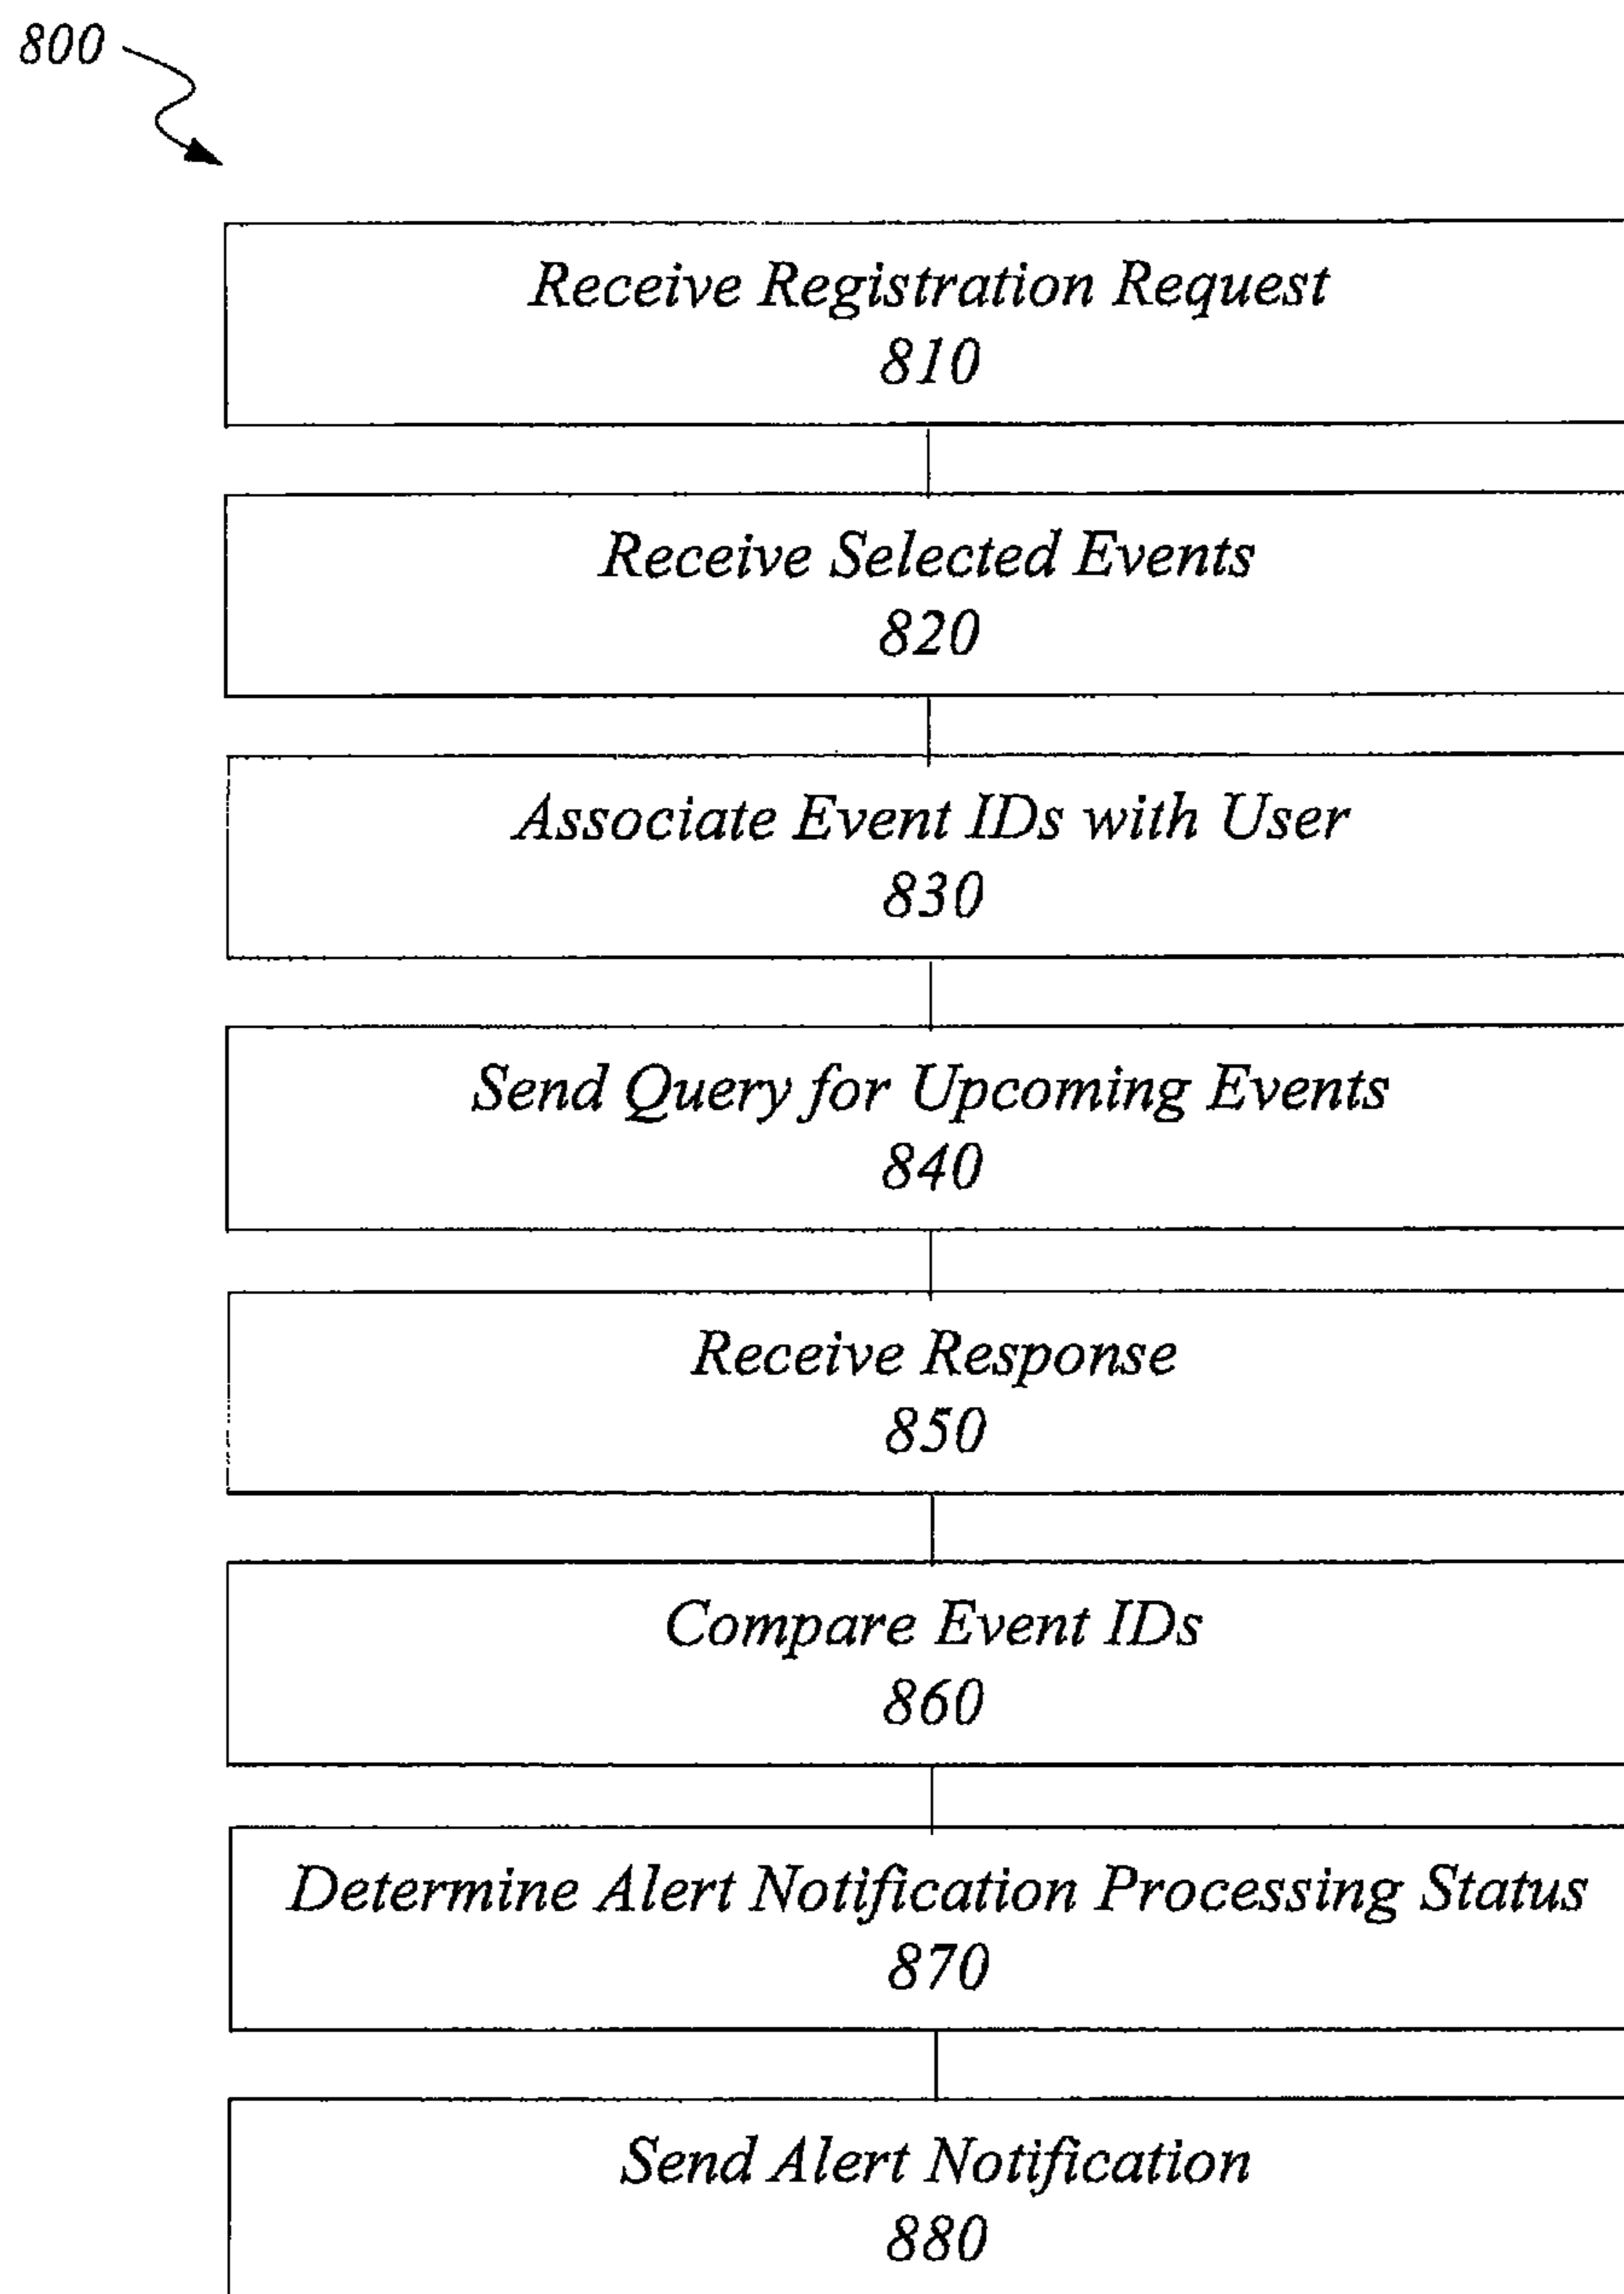 800
Receive Registration Request
810
Receive Selected Events
820
Associate Event IDs with User
830
Send Query for Upcoming Events
840
Receive Response
850
Compare Event IDs
860
Determine Alert Notification Processing Status
870
Send Alert Notification
880